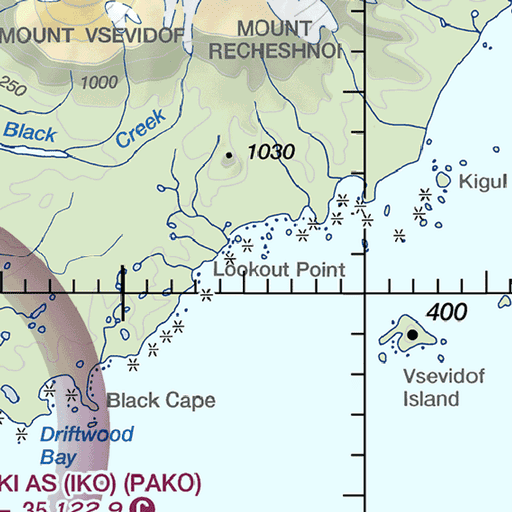 MOUNT VSEVIDOF
MOUNT
RECHESHNOI
250
1000
Black Creek
1030
Kigul
Lookout Point
400
Vsevidof
Island
Black Cape
Driftwood
Bay
KI AS (IKO) (PAKO)
35 122.9 C